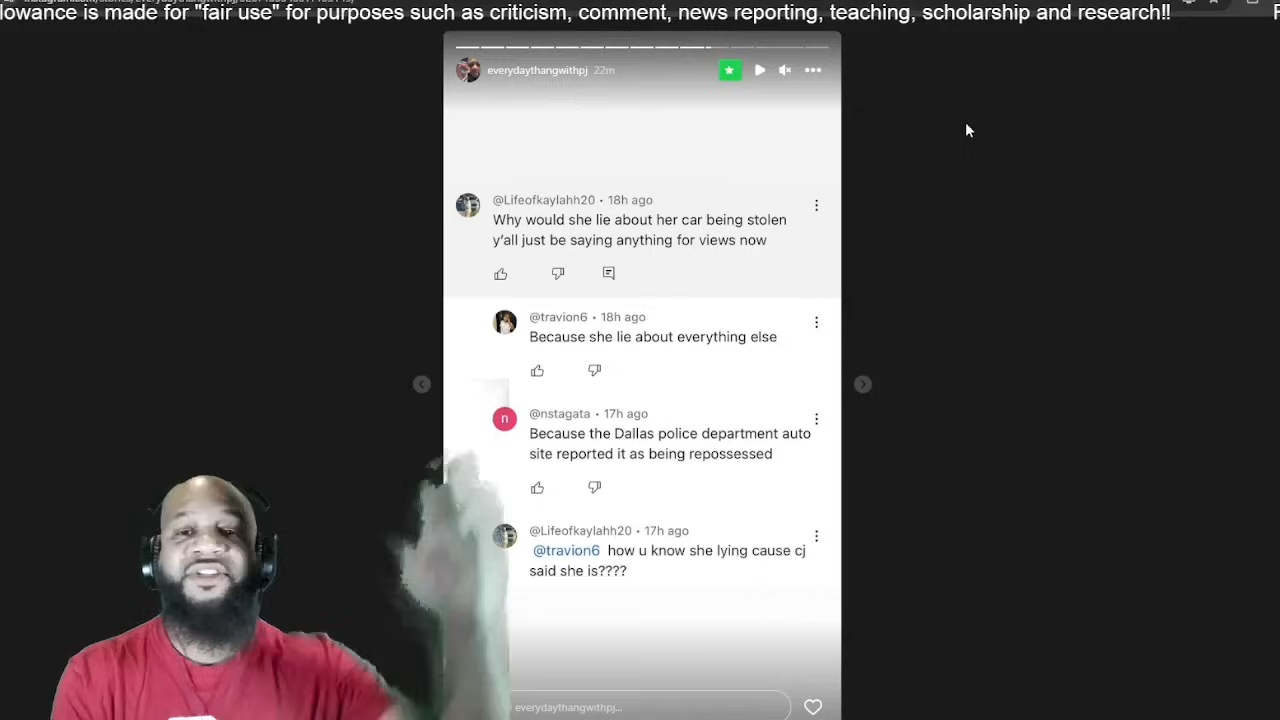 lowance is made for "fair use" for purposes such as criticism, comment, news reporting, teaching, scholarship and research!!
everydaythangwithpj 22m
@Lifeofkaylahh20 • 18h ago
Why would she lie about her car being stolen
y'all just be saying anything for views now
@travion6 • 18h ago
Because she lie about everything else
n
@nstagata • 17h ago
Because the Dallas police department auto
site reported it as being repossessed
@Lifeofkaylahh20 • 17h ago
@travion6 how u know she lying cause cj
said she is????
everydaythangwithpj...